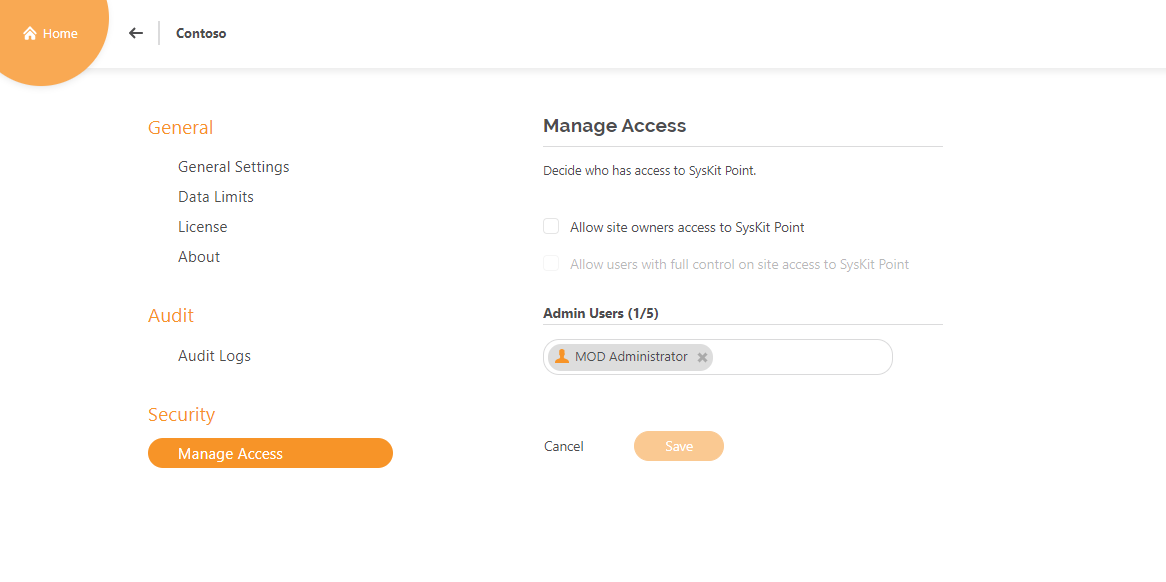 Home
Contoso
General
General Settings
Data Limits
License
About
Audit
Audit Logs
Security
Manage Access
Manage Access
Decide who has access to SysKit Point.
Allow site owners access to SysKit Point
Allow users with full control on site access to SysKit Point
Admin Users (1/5)
MOD Administrator
Cancel
Save